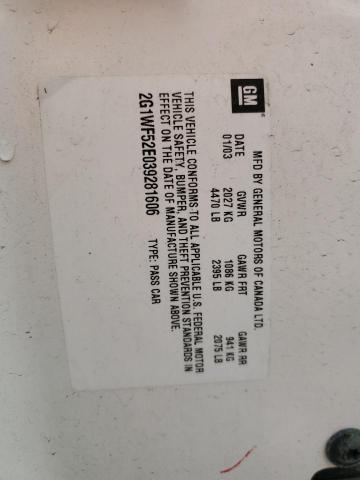 GM
MFD BY GENERAL MOTORS OF CANADA LTD.
DATE GVWR GAWR FRT GAWR RR
01/03 2027 KG 1086 KG 941 KG
4470 LB 2395 LB 2075 LB
THIS VEHICLE CONFORMS TO ALL APPLICABLE U.S. FEDERAL MOTOR
VEHICLE SAFETY, BUMPER, AND THEFT PREVENTION STANDARDS IN
EFFECT ON THE DATE OF MANUFACTURE SHOWN ABOVE.
2G1WF52E039281606 TYPE: PASS CAR